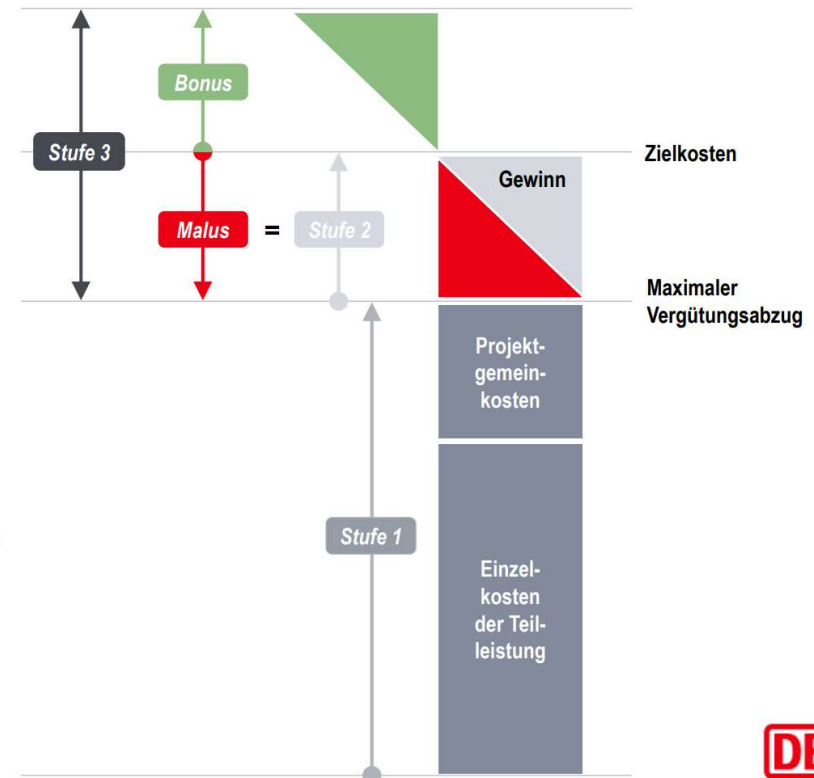 Bonus
Stufe 3
Zielkosten
Gewinn
Malus
=
Stufe 2
Maximaler
Vergütungsabzug
Projekt-
gemein-
kosten
Stufe 1
Einzel-
kosten
der Teil-
leistung
DB